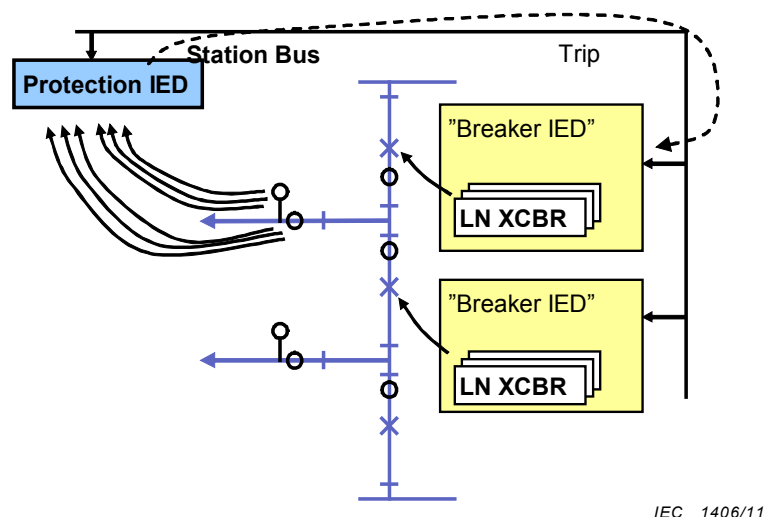 Station Bus
Trip
Protection IED
”Breaker IED”
LN XCBR
”Breaker IED”
LN XCBR
IEC 1406/11